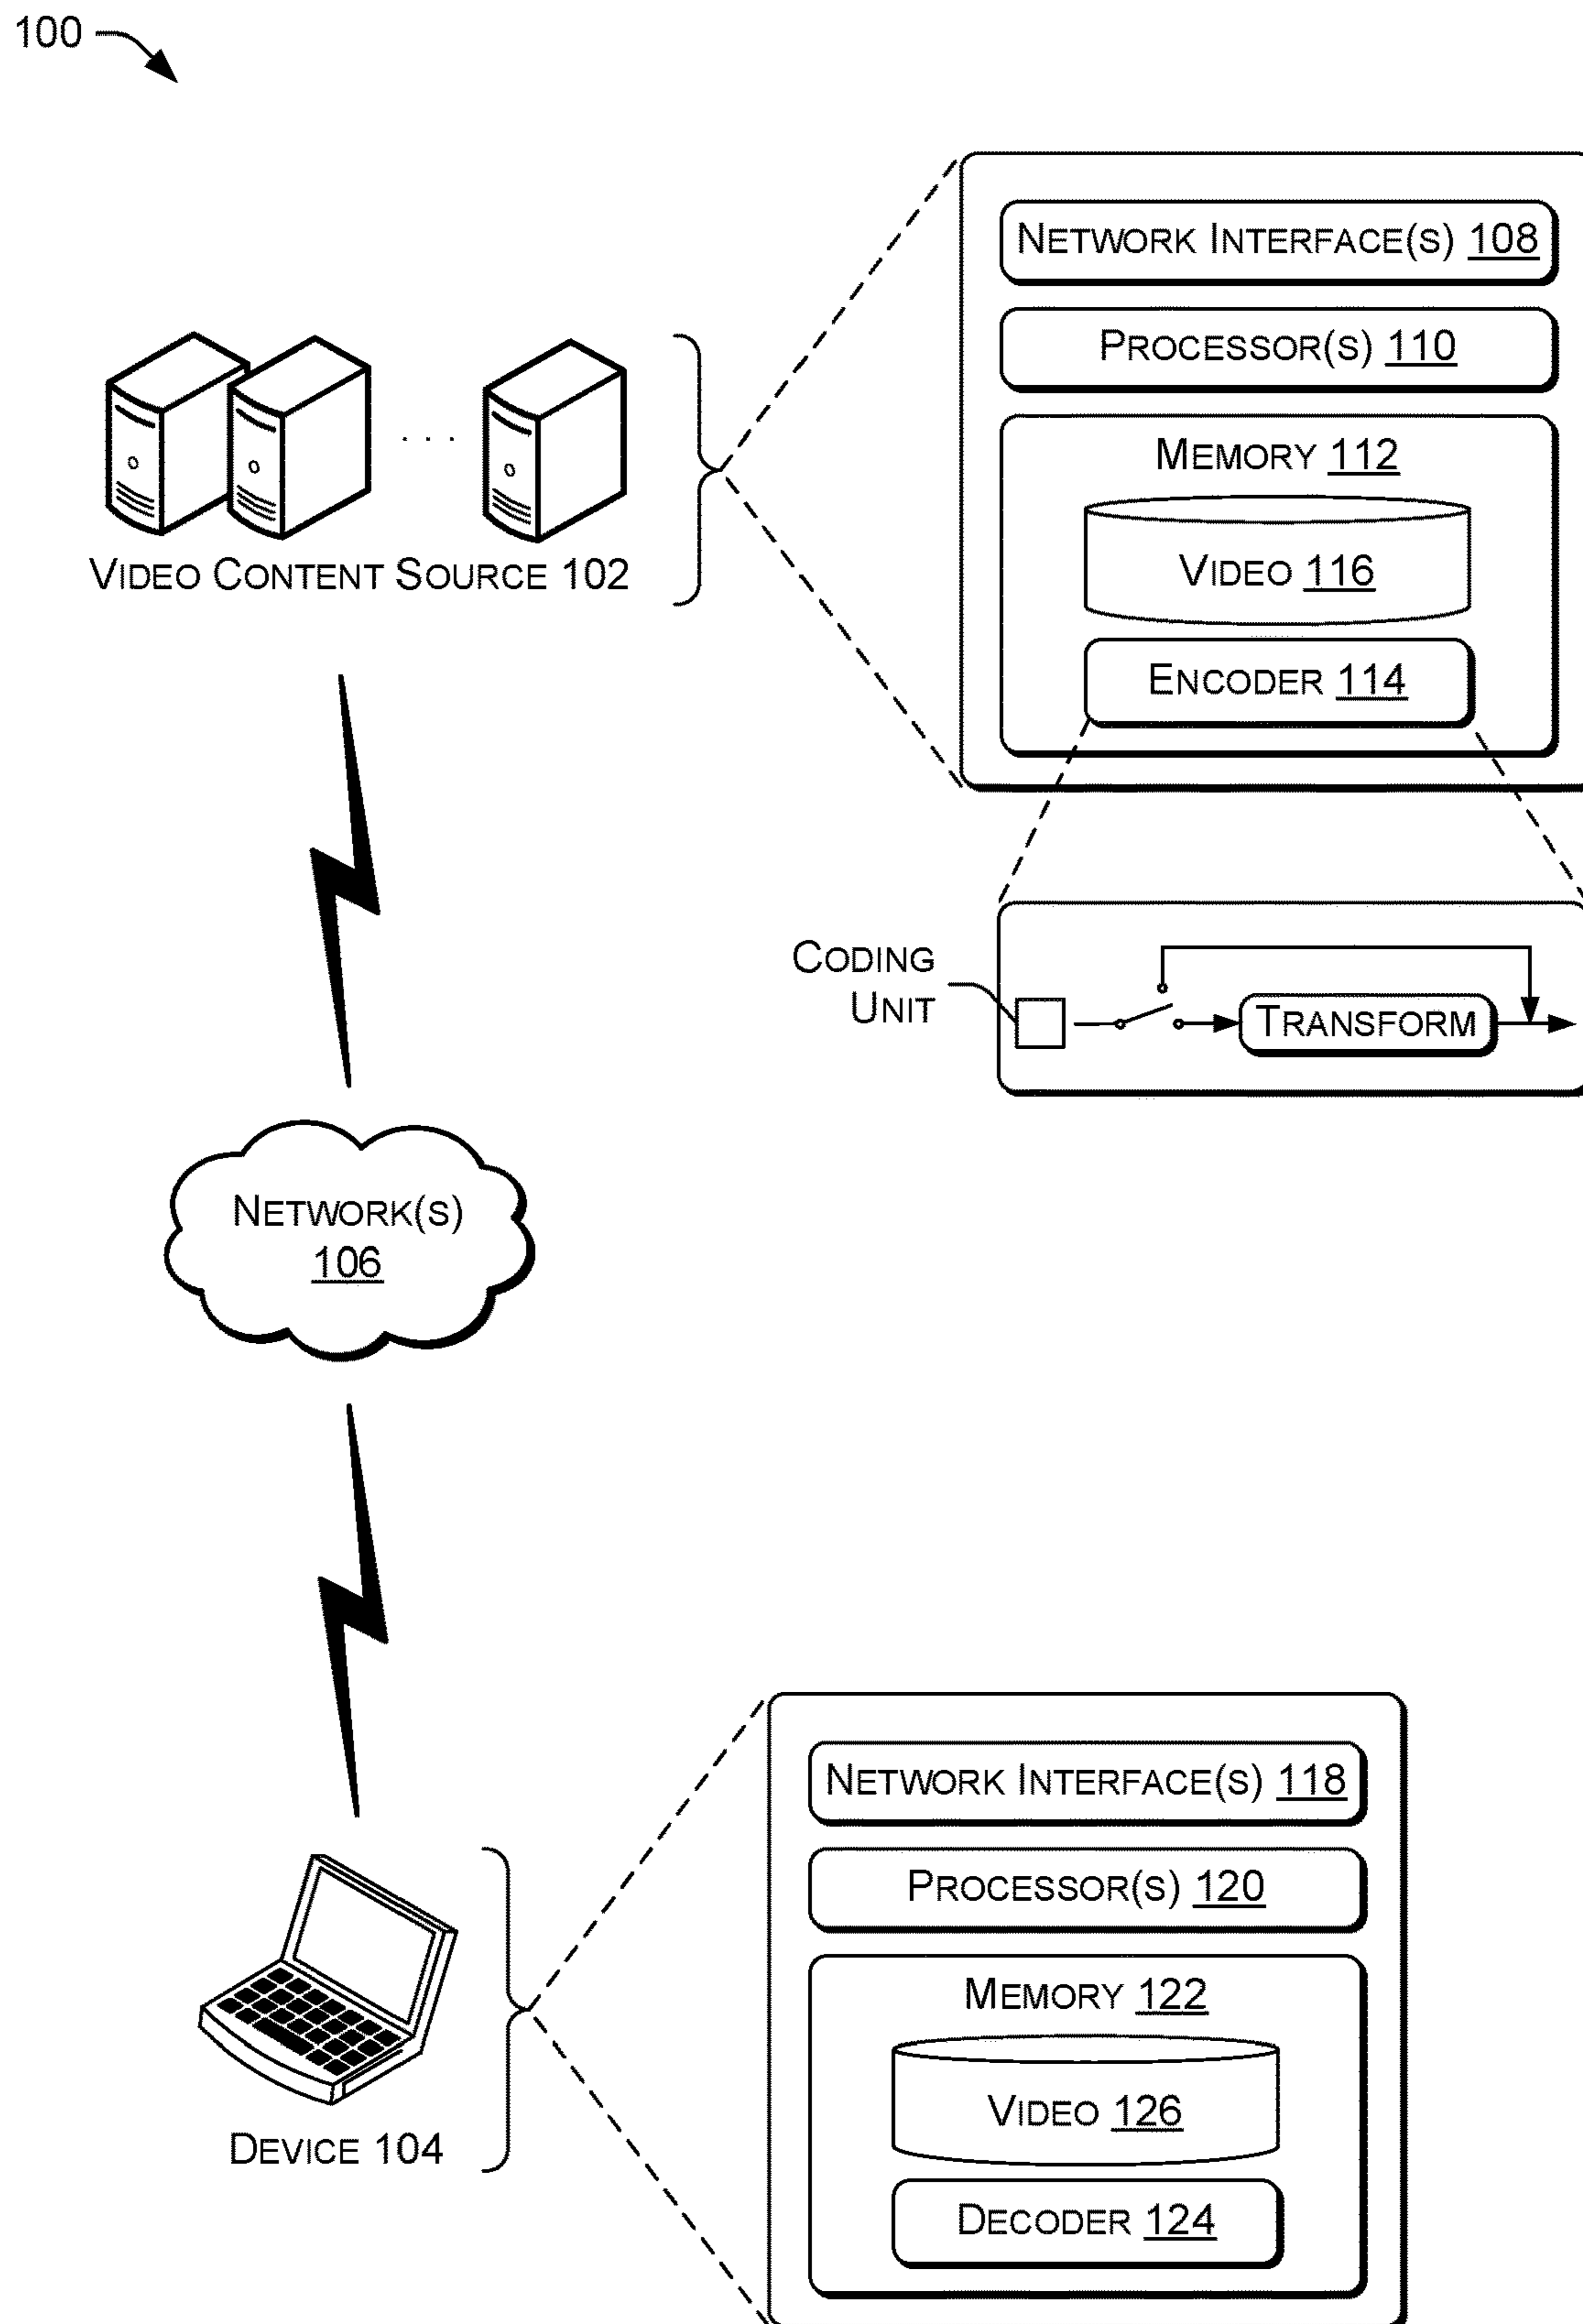 100
NETWORK INTERFACE(S) 108
PROCESSOR(S) 110
MEMORY 112
VIDEO 116
ENCODER 114
VIDEO CONTENT SOURCE 102
CODING
UNIT
TRANSFORM
NETWORK(S)
106
NETWORK INTERFACE(S) 118
PROCESSOR(S) 120
MEMORY 122
VIDEO 126
DECODER 124
DEVICE 104